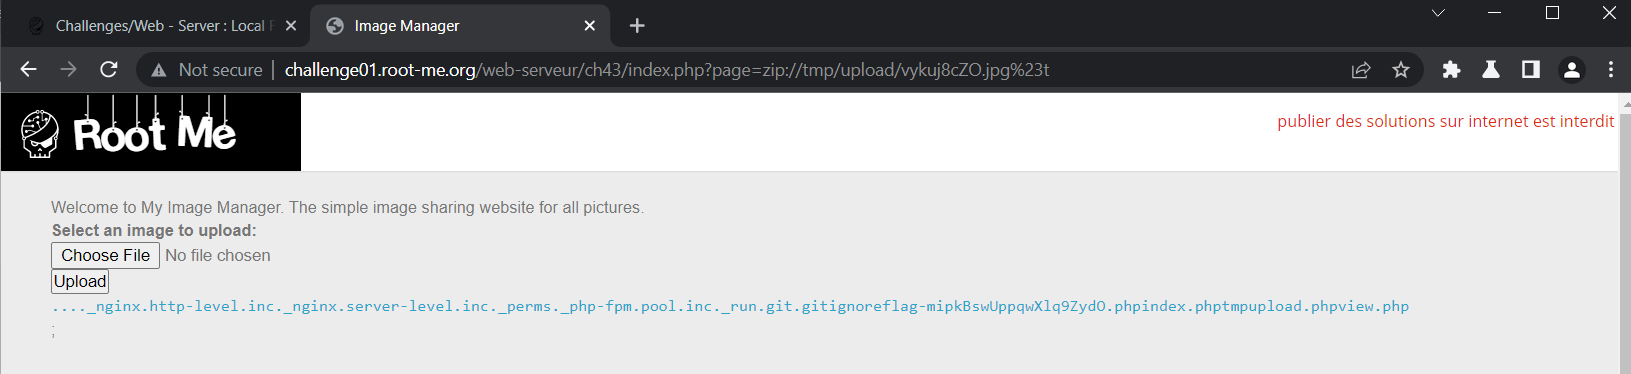 Challenges/Web - Server : Local F
Image Manager
Not secure
challenge01.root-me.org/web-serveur/ch43/index.php?page=zip://tmp/upload/vykuj8cZO.jpg%23t
Root Me
publier des solutions sur internet est interdit
Welcome to My Image Manager. The simple image sharing website for all pictures.
Select an image to upload:
Choose File No file chosen
Upload
...._nginx.http-level.inc._nginx.server-level.inc._perms._php-fpm.pool.inc._run.git.gitignoreflag-mipkBswUppqwXlq9ZydO.phpindex.phptmpupload.phpview.php
;